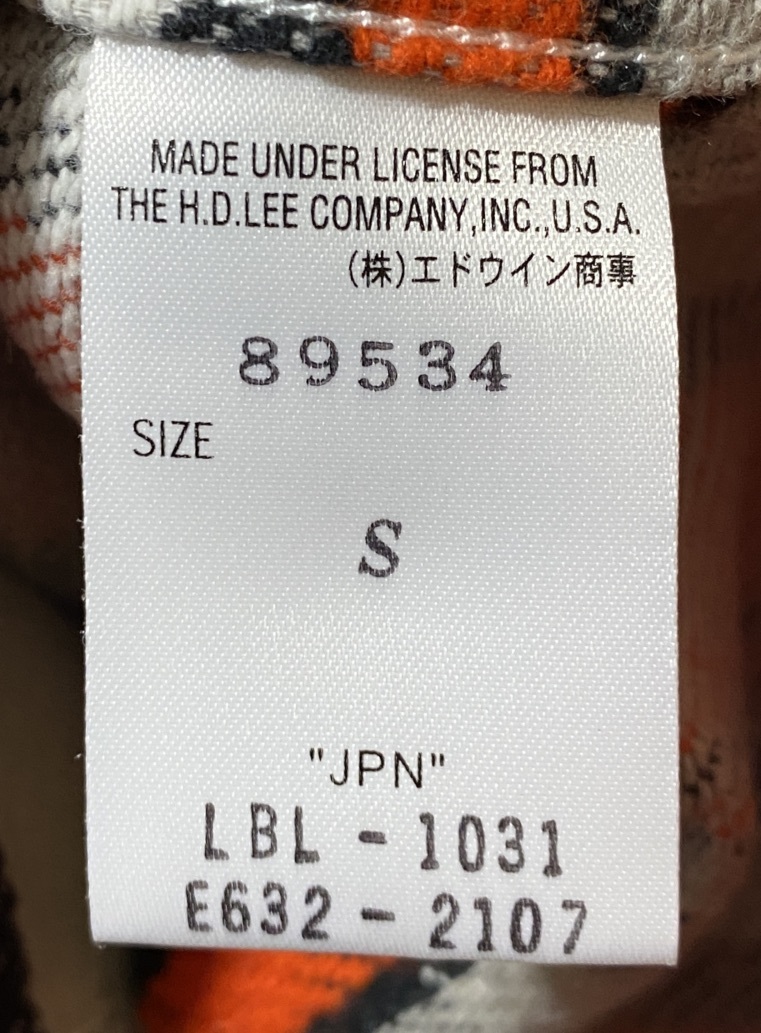 MADE UNDER LICENSE FROM
THE H.D.LEE COMPANY,INC.,U.S.A.
(株)エドウイン商事
89534
SIZE
S
"JPN"
LBL-1031
E632-2107